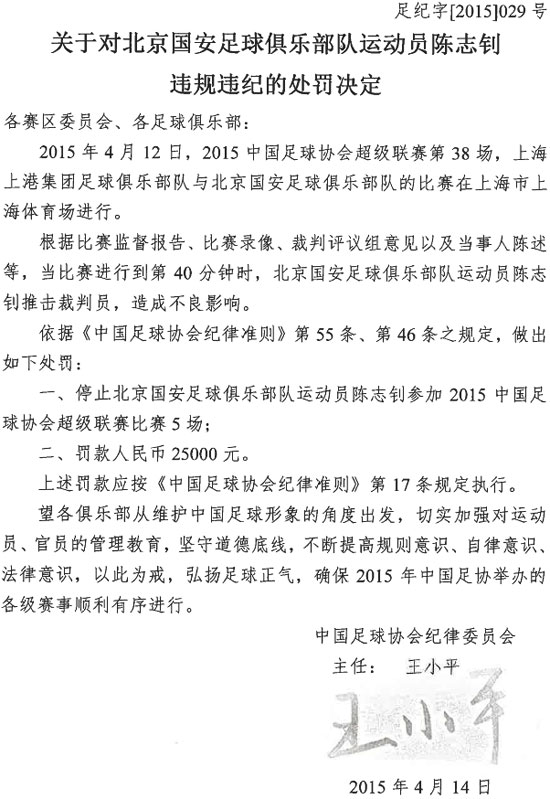 足纪字[2015]029 号
关于对北京国安足球俱乐部队运动员陈志钊
违规违纪的处罚决定
各赛区委员会、各足球俱乐部：
2015 年 4 月 12 日，2015 中国足球协会超级联赛第 38 场，上海
上港集团足球俱乐部队与北京国安足球俱乐部队的比赛在上海市上
海体育场进行。
根据比赛监督报告、比赛录像、裁判评议组意见以及当事人陈述
等，当比赛进行到第 40 分钟时，北京国安足球俱乐部队运动员陈志
钊推击裁判员，造成不良影响。
依据《中国足球协会纪律准则》第 55 条、第 46 条之规定，做出
如下处罚：
一、停止北京国安足球俱乐部队运动员陈志钊参加 2015 中国足
球协会超级联赛比赛 5 场；
二、罚款人民币 25000 元。
上述罚款应按《中国足球协会纪律准则》第 17 条规定执行。
望各俱乐部从维护中国足球形象的角度出发，切实加强对运动
员、官员的管理教育，坚守道德底线，不断提高规则意识、自律意识、
法律意识，以此为戒，弘扬足球正气，确保 2015 年中国足协举办的
各级赛事顺利有序进行。
中国足球协会纪律委员会
主任： 王小平
王小平
2015 年 4 月 14 日